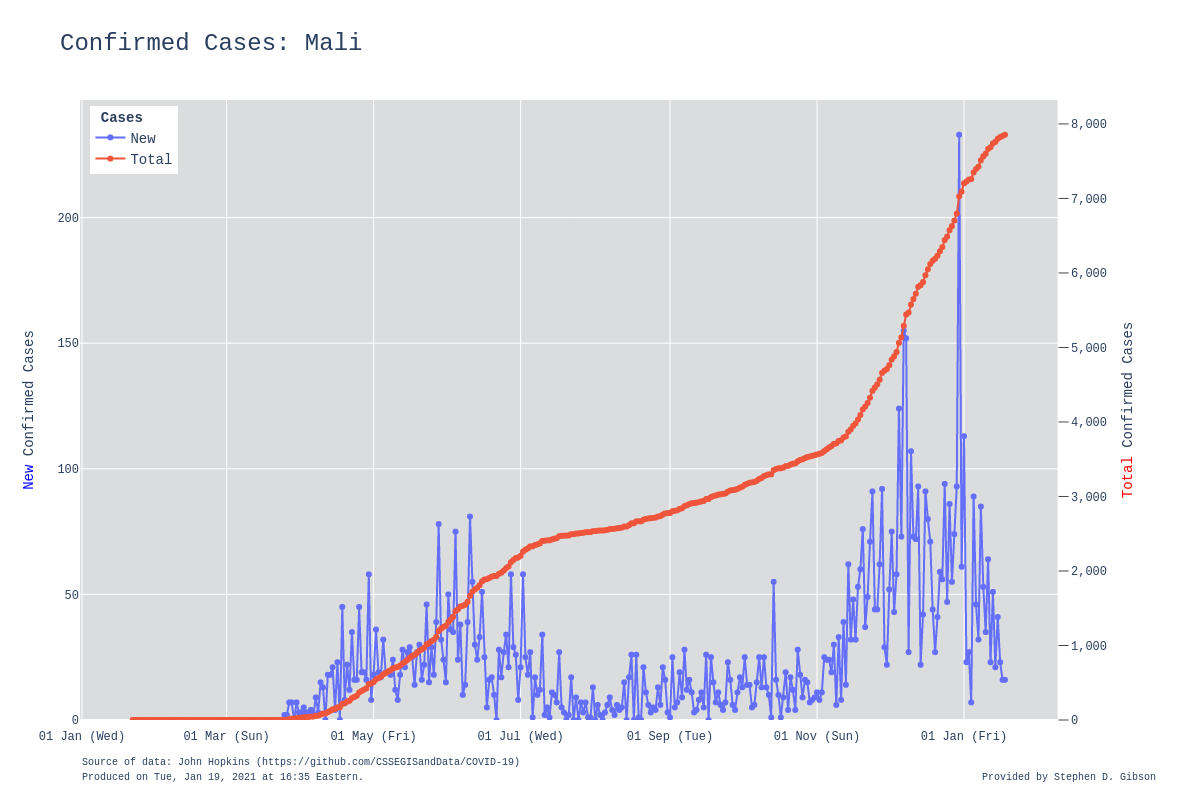 Confirmed Cases: Mali
Cases
New
Total
200
150
100
50
0
New Confirmed Cases
8,000
7,000
6,000
5,000
4,000
3,000
2,000
1,000
0
Total Confirmed Cases
01 Jan (Wed) 01 Mar (Sun) 01 May (Fri) 01 Jul (Wed) 01 Sep (Tue) 01 Nov (Sun) 01 Jan (Fri)
Source of data: John Hopkins (https://github.com/CSSEGISandData/COVID-19)
Produced on Tue, Jan 19, 2021 at 16:35 Eastern.
Provided by Stephen D. Gibson